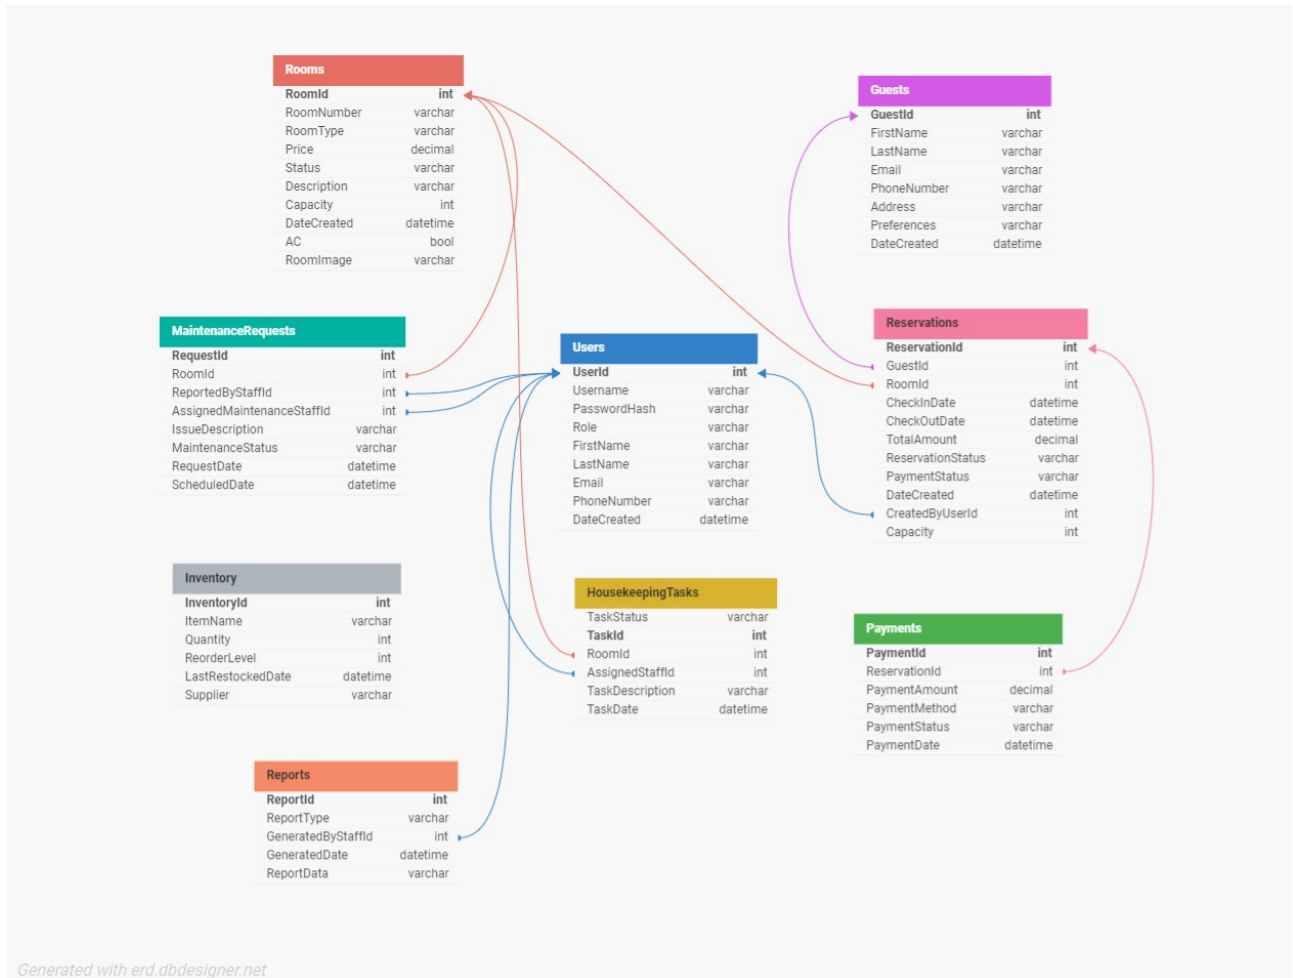 Rooms
RoomId int
RoomNumber varchar
RoomType varchar
Price decimal
Status varchar
Description varchar
Capacity int
DateCreated datetime
AC bool
RoomImage varchar
Guests
GuestId int
FirstName varchar
LastName varchar
Email varchar
PhoneNumber varchar
Address varchar
Preferences varchar
DateCreated datetime
MaintenanceRequests
RequestId int
RoomId int
ReportedByStaffId int
AssignedMaintenanceStaffId int
IssueDescription varchar
MaintenanceStatus varchar
RequestDate datetime
ScheduledDate datetime
Users
UserId int
Username varchar
PasswordHash varchar
Role varchar
FirstName varchar
LastName varchar
Email varchar
PhoneNumber varchar
DateCreated datetime
Reservations
ReservationId int
GuestId int
RoomId int
CheckInDate datetime
CheckOutDate datetime
TotalAmount decimal
ReservationStatus varchar
PaymentStatus varchar
DateCreated datetime
CreatedByUserId int
Capacity int
Inventory
InventoryId int
ItemName varchar
Quantity int
ReorderLevel int
LastRestockedDate datetime
Supplier varchar
HousekeepingTasks
TaskStatus varchar
TaskId int
RoomId int
AssignedStaffId int
TaskDescription varchar
TaskDate datetime
Payments
PaymentId int
ReservationId int
PaymentAmount decimal
PaymentMethod varchar
PaymentStatus varchar
PaymentDate datetime
Reports
ReportId int
ReportType varchar
GeneratedByStaffId int
GeneratedDate datetime
ReportData varchar
Generated with erd.dbdesigner.net